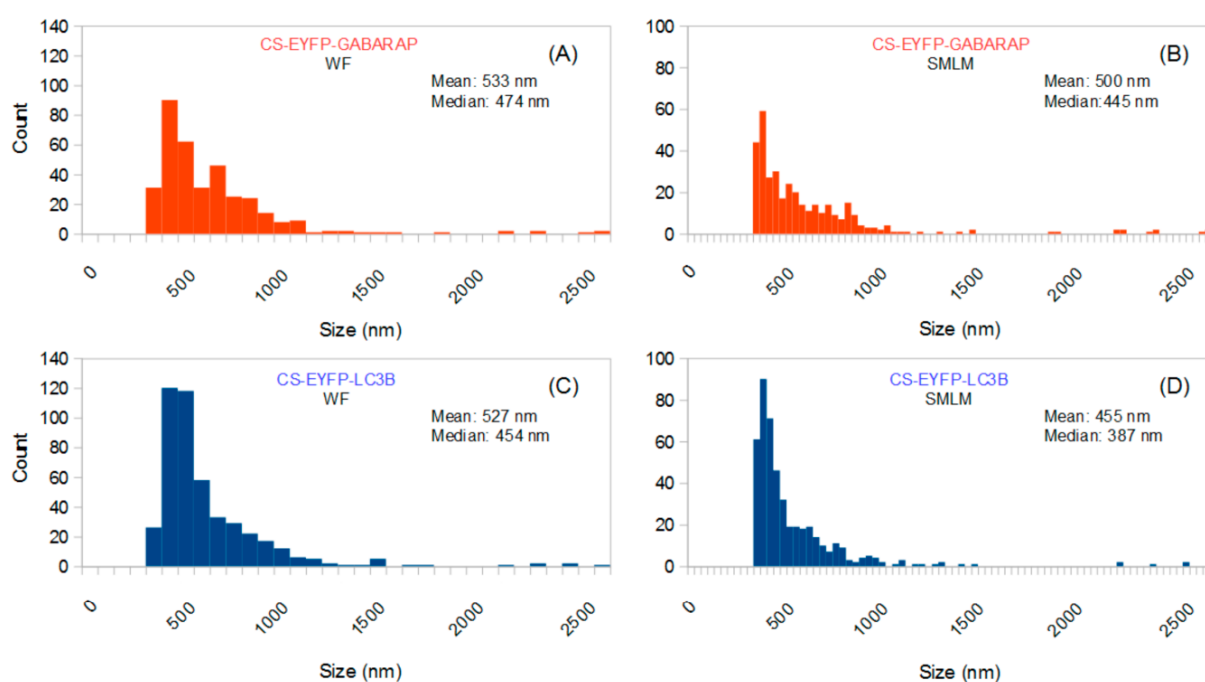 CS-EYFP-GABARAP
WF
(A)
Mean: 533 nm
Median: 474 nm
Count
140
120
100
80
60
40
20
0
0
500
1000
1500
2000
2500
Size (nm)
CS-EYFP-GABARAP
SMLM
(B)
Mean: 500 nm
Median:445 nm
100
80
60
40
20
0
0
500
1000
1500
2000
2500
Size (nm)
CS-EYFP-LC3B
WF
(C)
Mean: 527 nm
Median: 454 nm
Count
140
120
100
80
60
40
20
0
0
500
1000
1500
2000
2500
Size (nm)
CS-EYFP-LC3B
SMLM
(D)
Mean: 455 nm
Median: 387 nm
100
80
60
40
20
0
0
500
1000
1500
2000
2500
Size (nm)